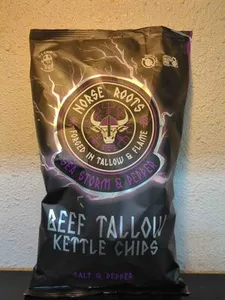 NORSE ROOTS
FORGED IN TALLOW & FLAME
SEA STORM & PEPPER
BEEF TALLOW
KETTLE CHIPS
SALT & PEPPER